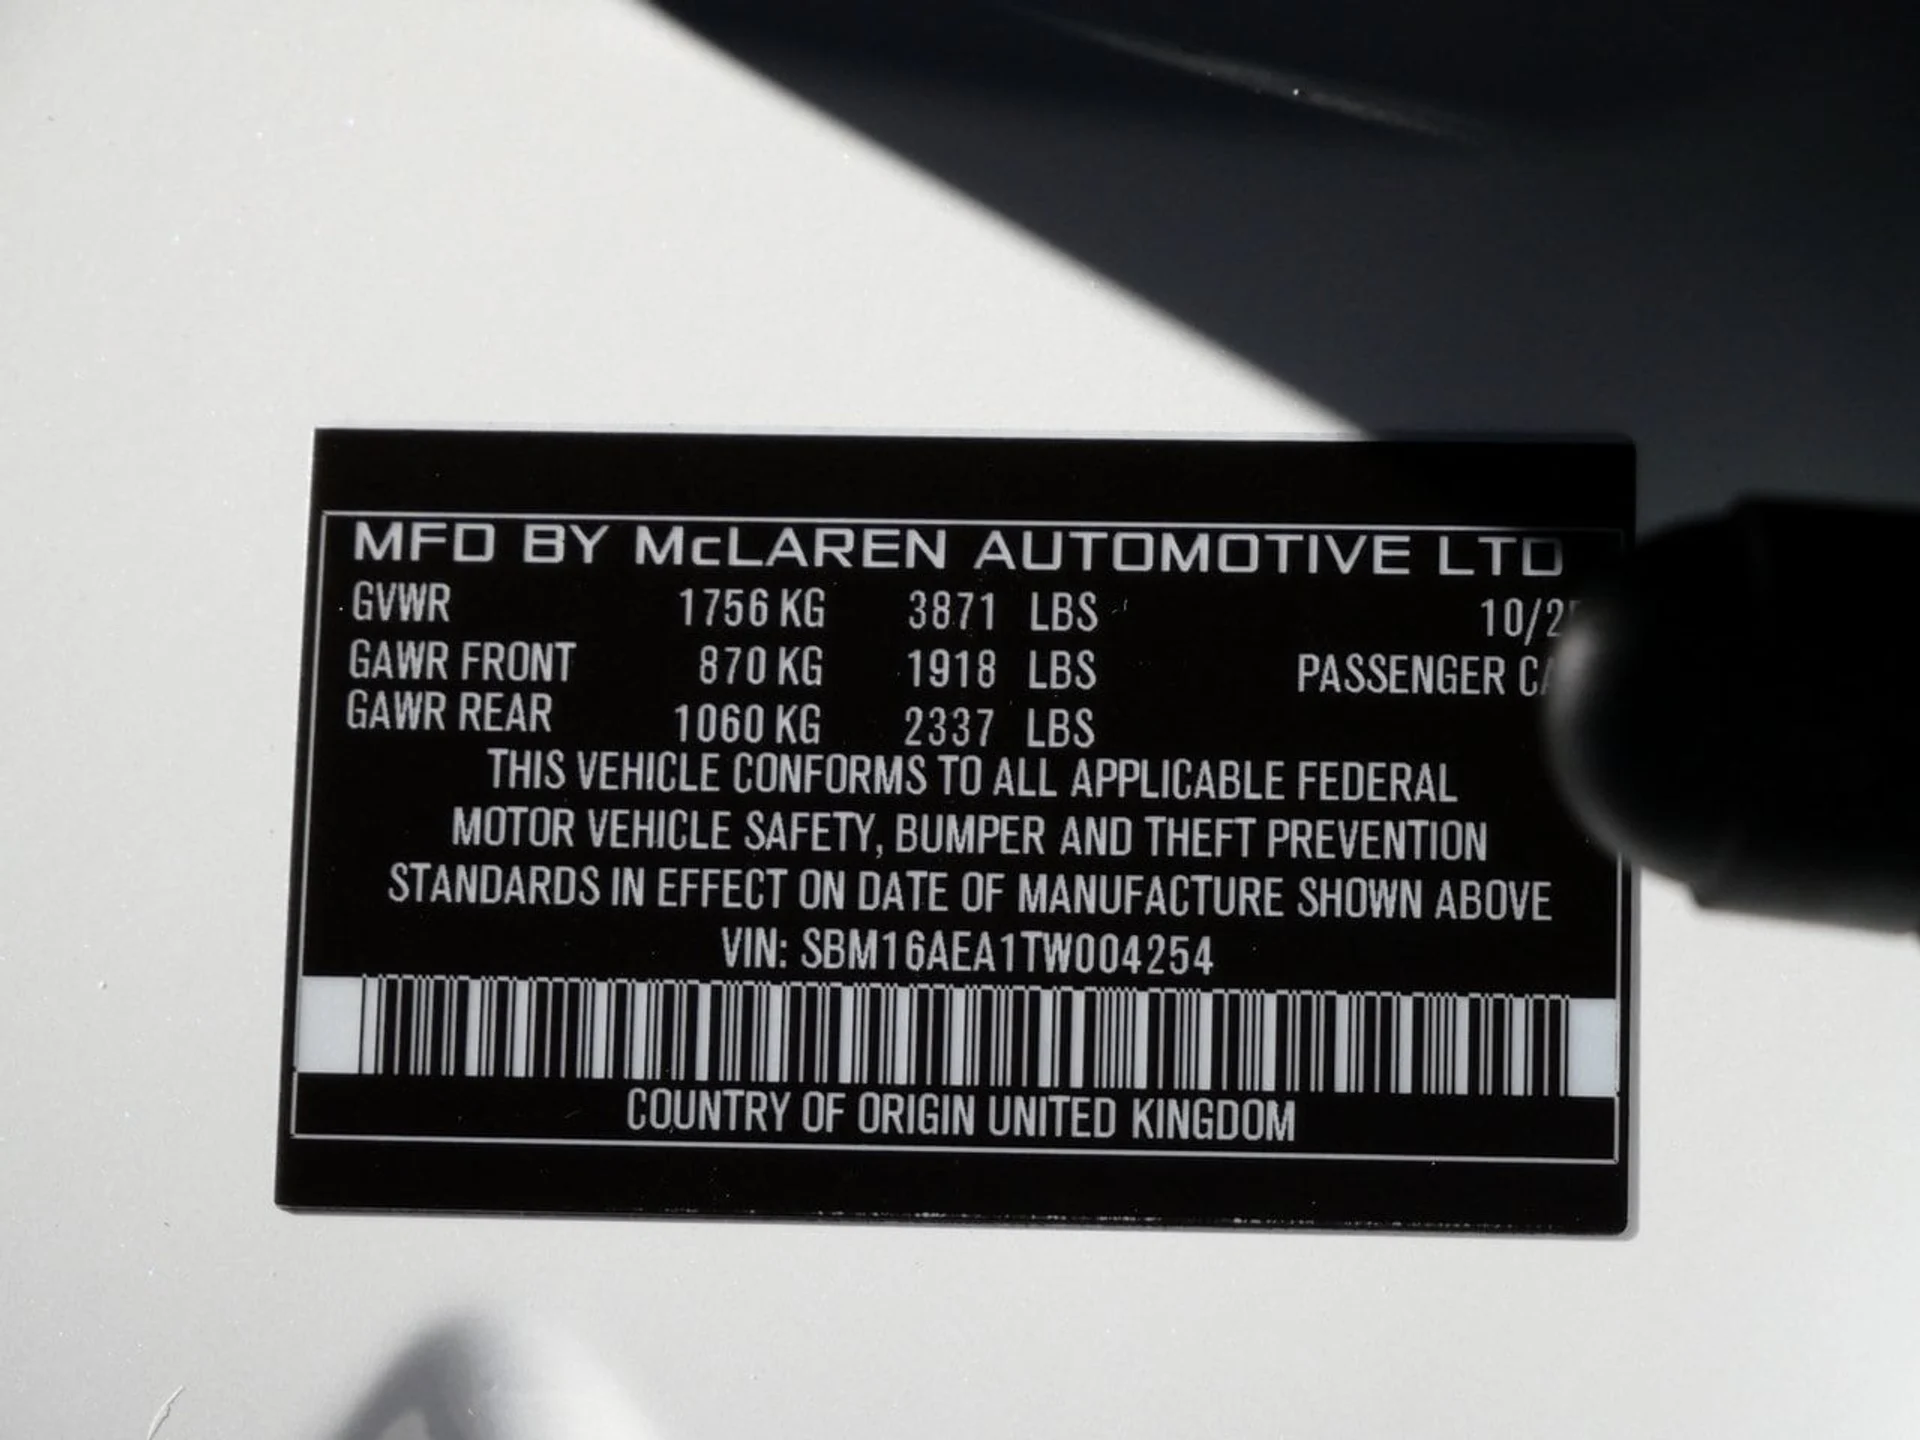 MFD BY McLAREN AUTOMOTIVE LTD
GVWR 1756 KG 3871 LBS
GAWR FRONT 870 KG 1918 LBS PASSENGER
GAWR REAR 1060 KG 2337 LBS
THIS VEHICLE CONFORMS TO ALL APPLICABLE FEDERAL
MOTOR VEHICLE SAFETY, BUMPER AND THEFT PREVENTION
STANDARDS IN EFFECT ON DATE OF MANUFACTURE SHOWN ABOVE
VIN: SBM16AEA1TW004254
COUNTRY OF ORIGIN UNITED KINGDOM